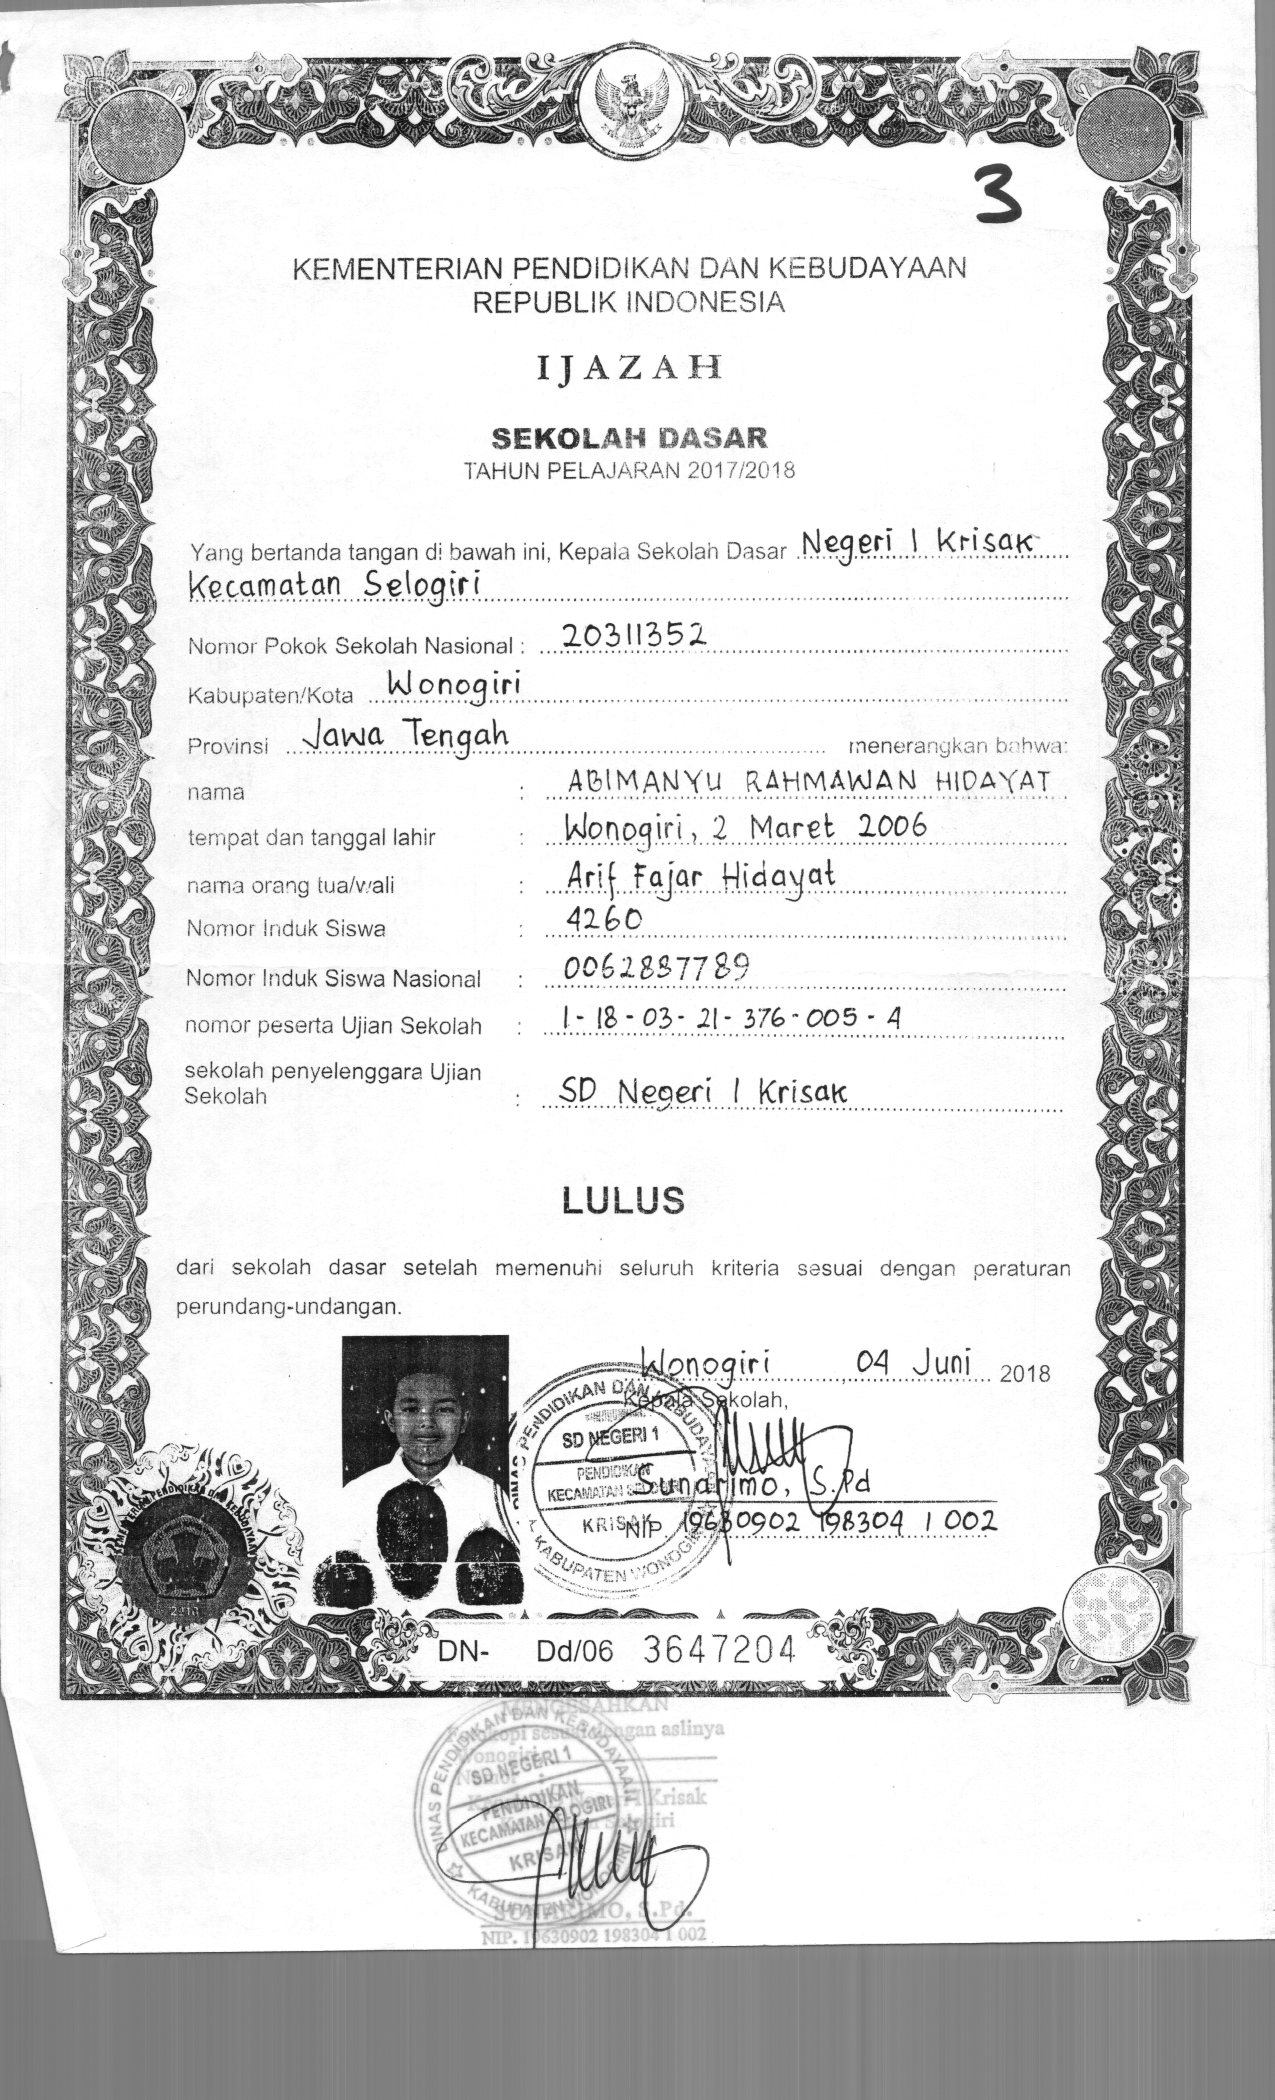 3
KEMENTERIAN PENDIDIKAN DAN KEBUDAYAAN
REPUBLIK INDONESIA
IJAZAH
SEKOLAH DASAR
TAHUN PELAJARAN 2017/2018
Yang bertanda tangan di bawah ini, Kepala Sekolah Dasar Negeri 1 Krisak
Kecamatan Selogiri
Nomor Pokok Sekolah Nasional : 20311352
Kabupaten/Kota Wonogiri
Provinsi Jawa Tengah menerangkan bahwa:
nama : ABIMANYU RAHMAWAN HIDAYAT
tempat dan tanggal lahir : Wonogiri, 2 Maret 2006
nama orang tua/wali : Arif Fajar Hidayat
Nomor Induk Siswa : 4260
Nomor Induk Siswa Nasional : 0062887789
nomor peserta Ujian Sekolah : 1-18-03-21-376-005-4
sekolah penyelenggara Ujian
Sekolah : SD Negeri 1 Krisak
LULUS
dari sekolah dasar setelah memenuhi seluruh kriteria sesuai dengan peraturan
perundang-undangan.
Wonogiri, 04 Juni 2018
Kepala Sekolah,
DINAS PENDIDIKAN DAN KEBUDAYAAN
SD NEGERI 1
PENDIDIKAN
KECAMATAN SELOGIRI
KRISAK
KABUPATEN WONOGIRI
Sunarimo, S.Pd
NIP. 19630902 198304 1 002
DN- Dd/06 3647204
MENGESAHKAN
sesuai dengan aslinya
Wonogiri
Nomor :
Krisak
DINAS PENDIDIKAN DAN KEBUDAYAAN
SD NEGERI 1
PENDIDIKAN
KECAMATAN SELOGIRI
KRISAK
KABUPATEN WONOGIRI
SUNARIMO, S.Pd.
NIP. 19630902 198304 1 002